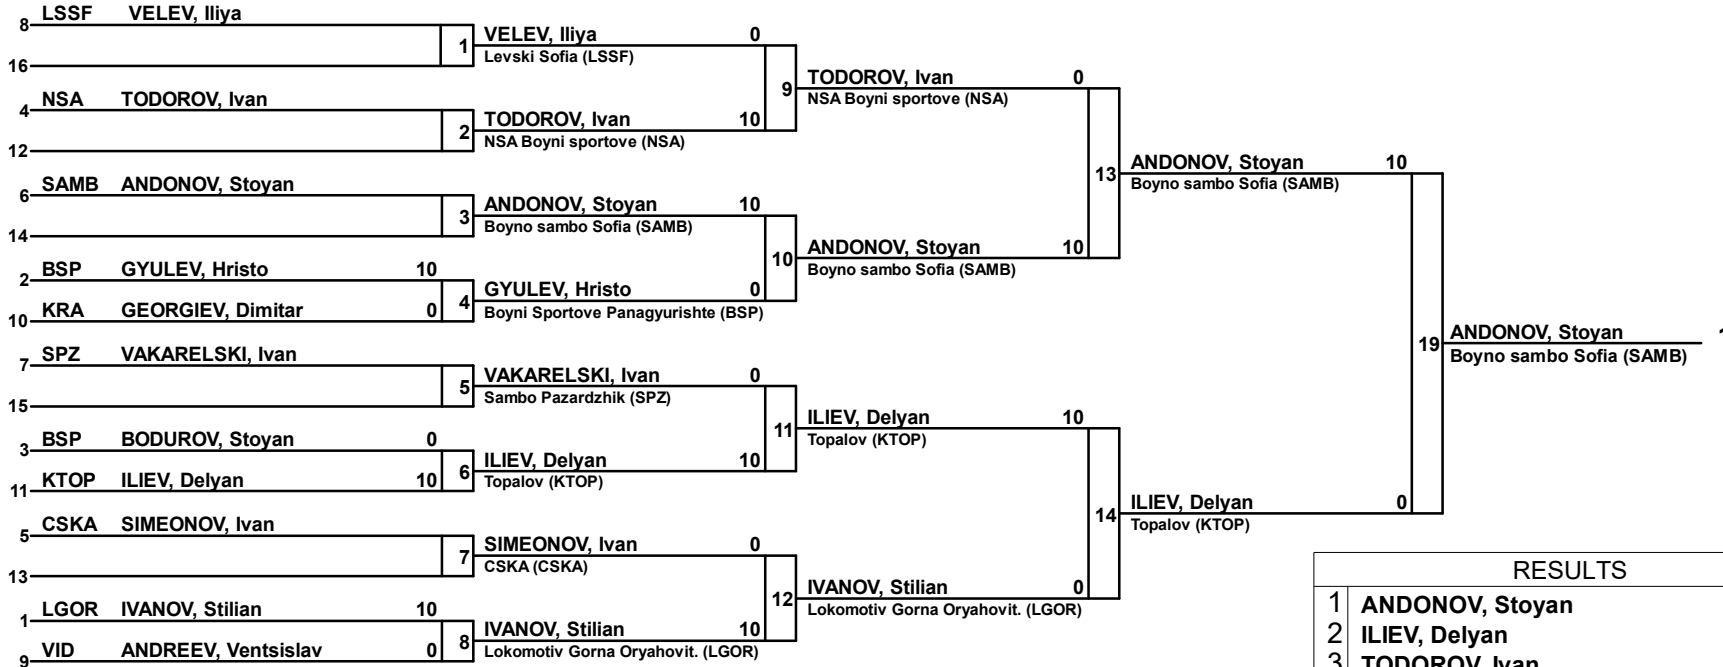 LSSF VELEV, Iliya
8
16
1
VELEV, Iliya 0
Levski Sofia (LSSF)
NSA TODOROV, Ivan
4
12
2
TODOROV, Ivan 10
NSA Boyni sportove (NSA)
9
TODOROV, Ivan 0
NSA Boyni sportove (NSA)
SAMB ANDONOV, Stoyan
6
14
3
ANDONOV, Stoyan 10
Boyno sambo Sofia (SAMB)
BSP GYULEV, Hristo 10
2
10 KRA GEORGIEV, Dimitar 0
4
GYULEV, Hristo 0
Boyni Sportove Panagyurishte (BSP)
10
ANDONOV, Stoyan 10
Boyno sambo Sofia (SAMB)
13
ANDONOV, Stoyan 10
Boyno sambo Sofia (SAMB)
SPZ VAKARELSKI, Ivan
7
15
5
VAKARELSKI, Ivan 0
Sambo Pazardzhik (SPZ)
BSP BODUROV, Stoyan 0
3
11 KTOP ILIEV, Delyan 10
6
ILIEV, Delyan 10
Topalov (KTOP)
11
ILIEV, Delyan 10
Topalov (KTOP)
CSKA SIMEONOV, Ivan
5
13
7
SIMEONOV, Ivan 0
CSKA (CSKA)
LGOR IVANOV, Stilian 10
1
9 VID ANDREEV, Ventsislav 0
8
IVANOV, Stilian 10
Lokomotiv Gorna Oryahovit. (LGOR)
12
IVANOV, Stilian 0
Lokomotiv Gorna Oryahovit. (LGOR)
14
ILIEV, Delyan 0
Topalov (KTOP)
19
ANDONOV, Stoyan
Boyno sambo Sofia (SAMB)
RESULTS
1 ANDONOV, Stoyan
2 ILIEV, Delyan
3 TODOROV, Ivan